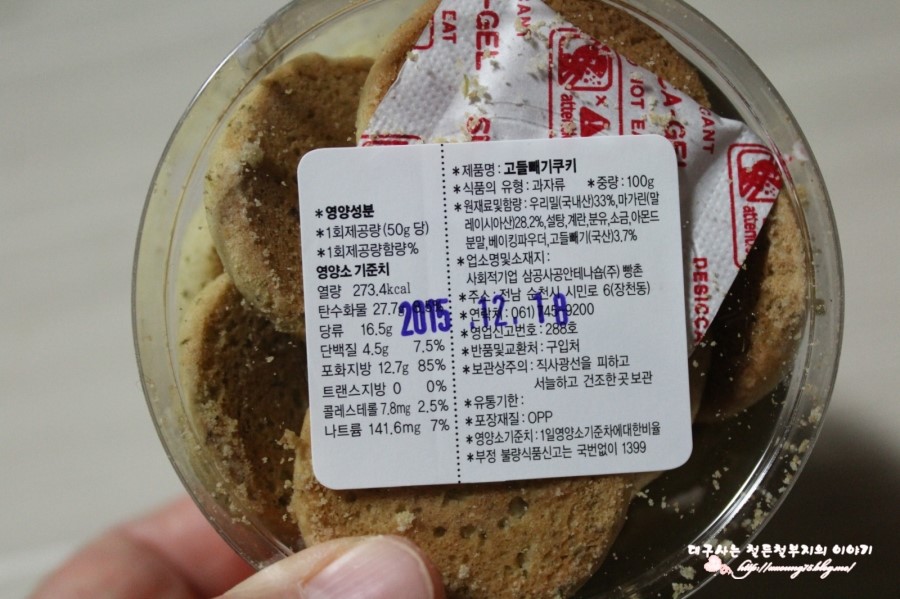 *영양성분
*1회제공량(50g 당)
*1회제공량함량%
영양소 기준치
열량 273.4kcal
탄수화물 27.7g
당류 16.5g
단백질 4.5g 7.5%
포화지방 12.7g 85%
트랜스지방 0 0%
콜레스테롤 7.8mg 2.5%
나트륨 141.6mg 7%
*제품명 : 고들빼기쿠키
*식품의 유형 : 과자류 *중량 : 100g
*원재료및함량 : 우리밀(국내산)33%,마가린(말
레이시아산)28.2%,설탕,계란,분유,소금,아몬드
분말,베이킹파우더,고들빼기(국산)3.7%
*업소명및소재지 :
사회적기업 삼공사공안테나숍(주) 빵촌
*주소 : 전남 순천시 시민로 6(장천동)
*연락처 : 061)
*영업신고번호 : 288호
*반품및교환처 : 구입처
*보관상주의 : 직사광선을 피하고
서늘하고 건조한 곳 보관
*유통기한 :
*포장재질 : OPP
*영양소기준치 : 1일영양소기준치에대한비율
*부정 불량식품신고는 국번없이 1399
2015 .12. 18
EAT
A-GEL
NOT EAT
CA-GEL
attention
DESICCA
대구사는 천든천부지의 이야기